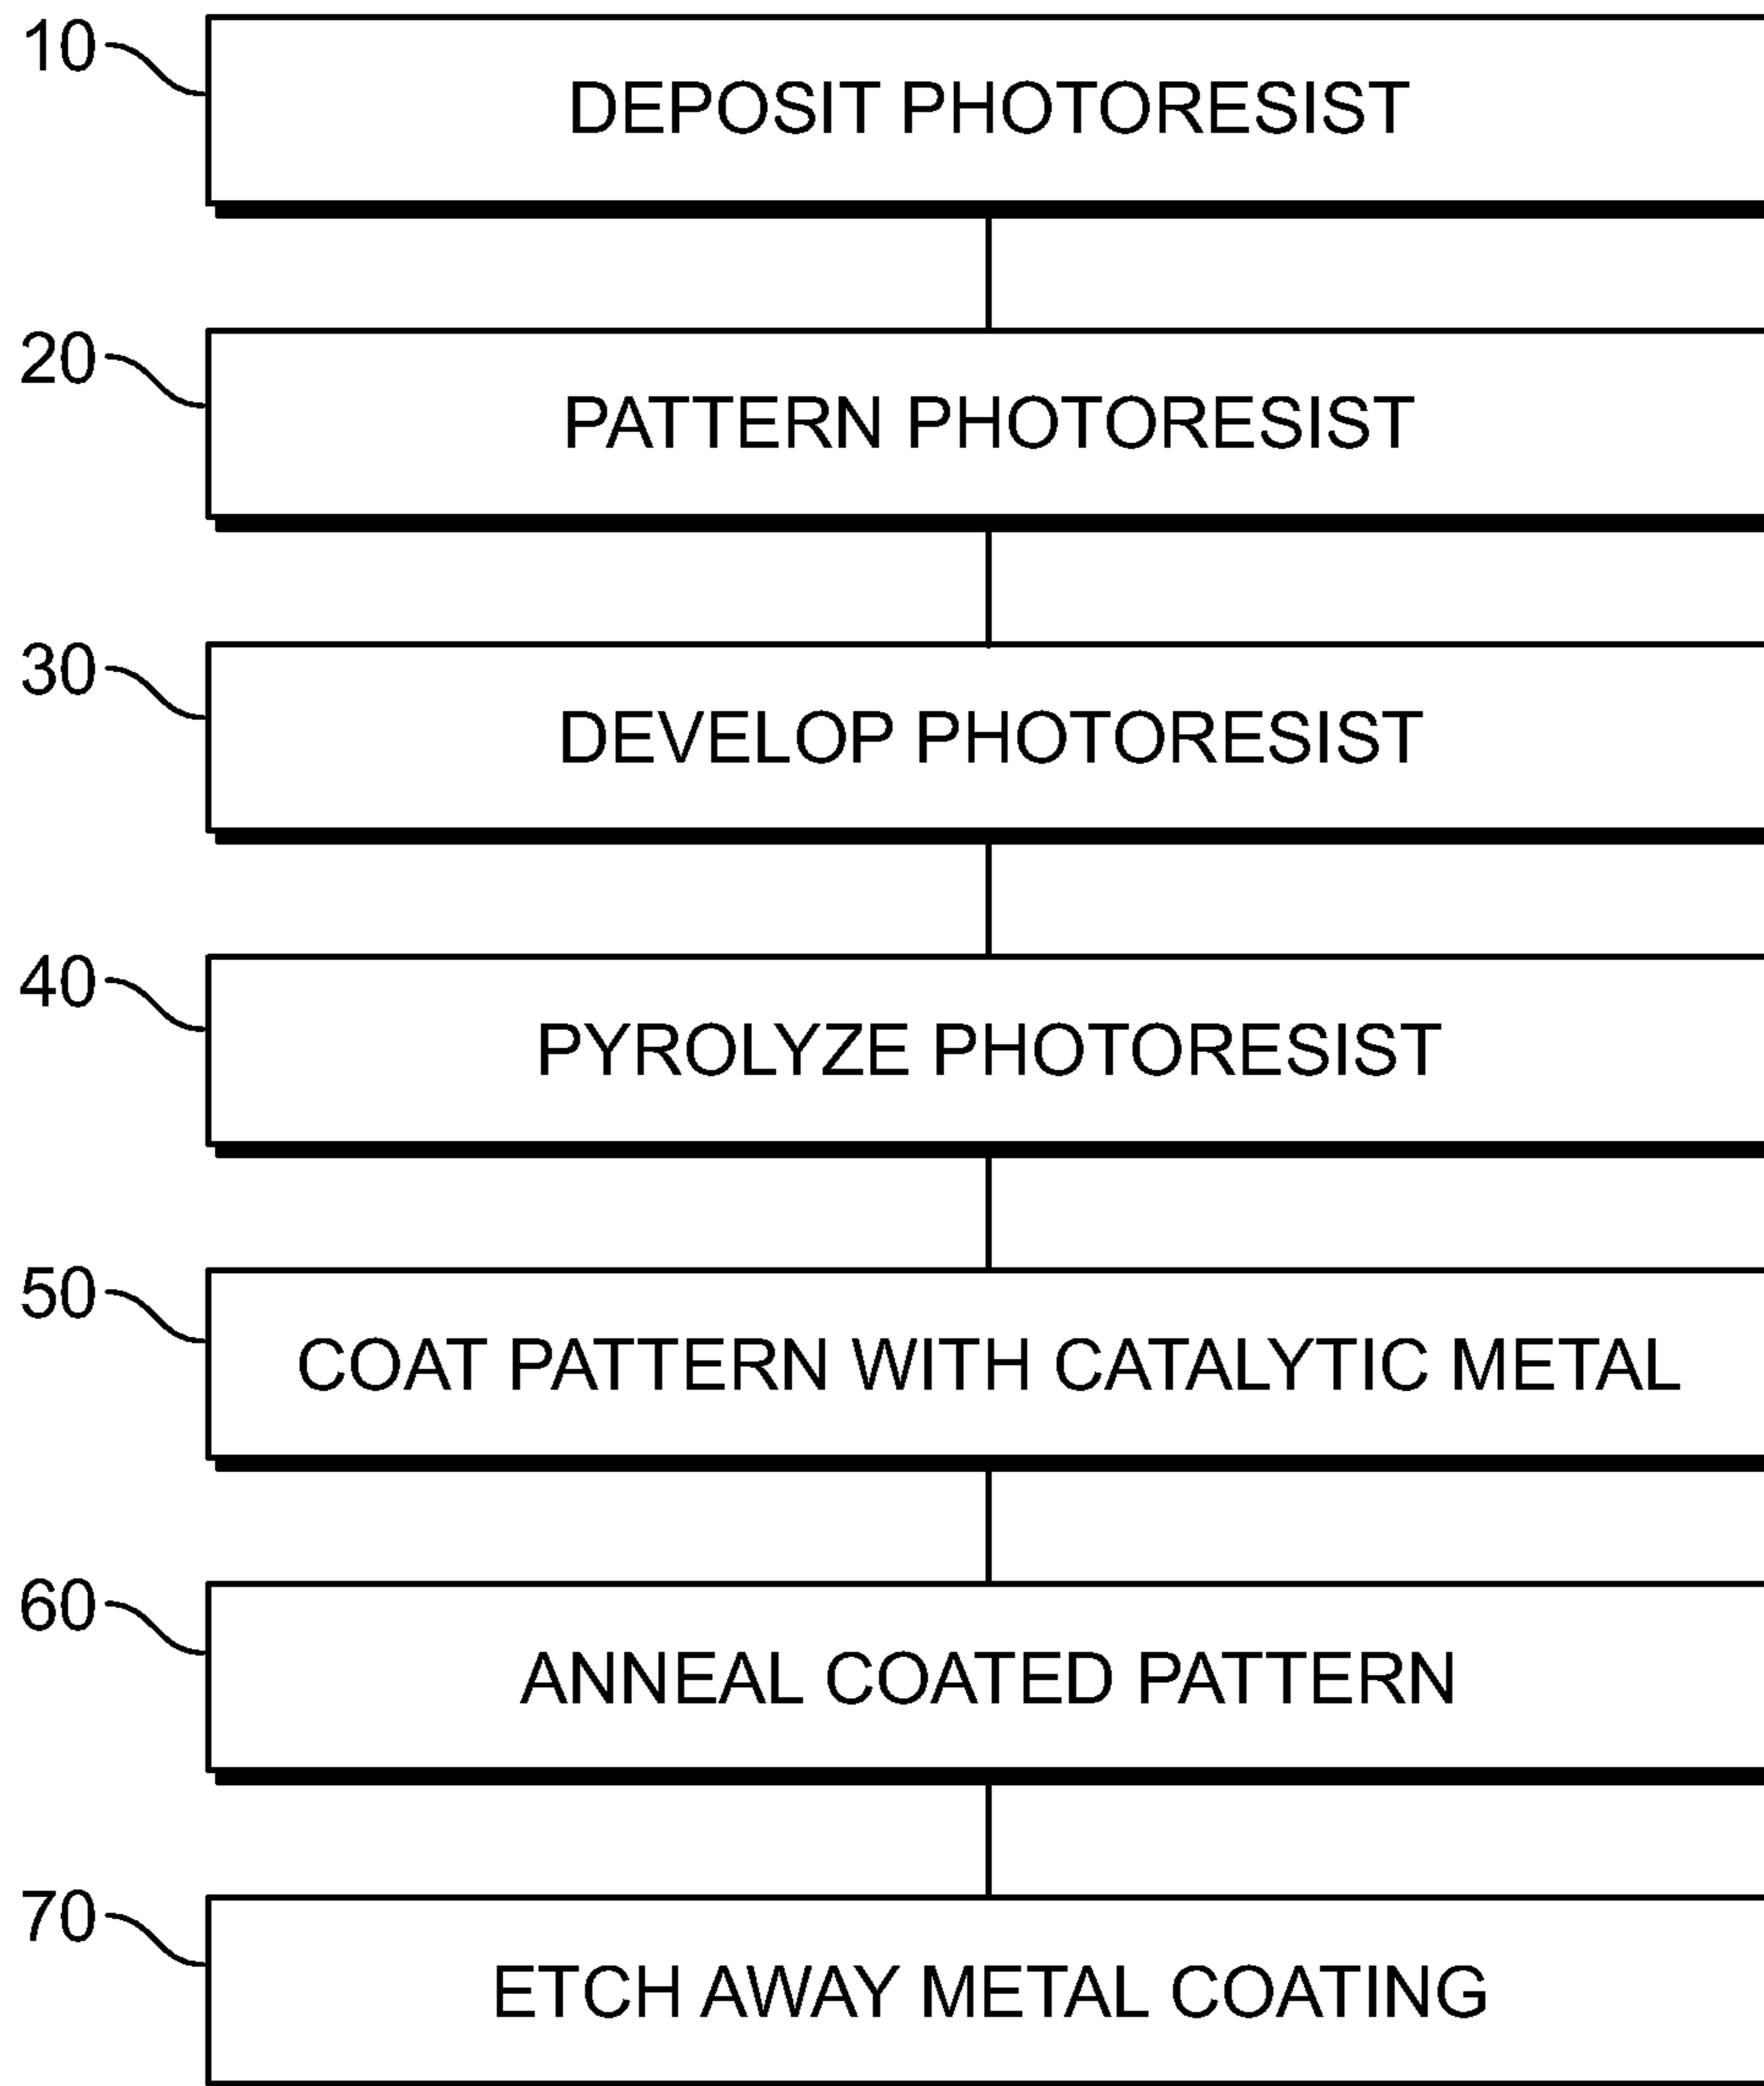 10
DEPOSIT PHOTORESIST
20
PATTERN PHOTORESIST
30
DEVELOP PHOTORESIST
40
PYROLYZE PHOTORESIST
50
COAT PATTERN WITH CATALYTIC METAL
60
ANNEAL COATED PATTERN
70
ETCH AWAY METAL COATING